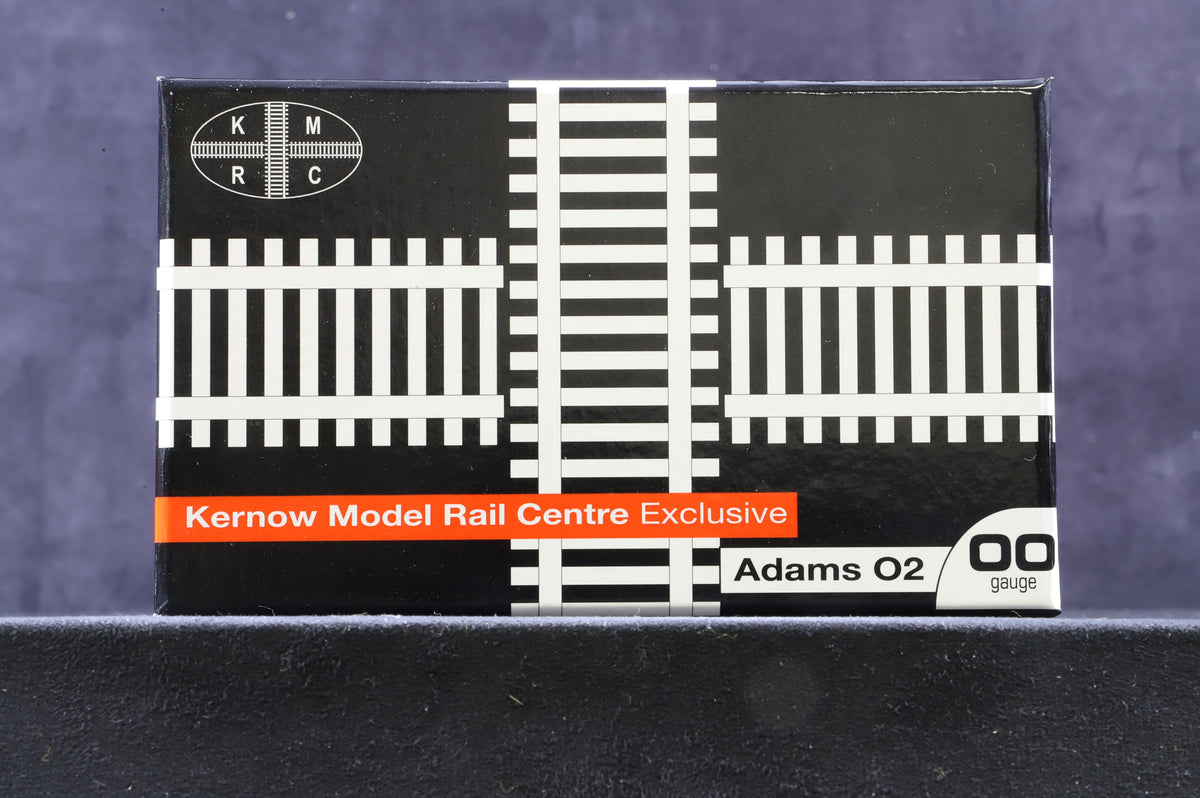 K M
R C
Kernow Model Rail Centre Exclusive
Adams O2
OO
gauge